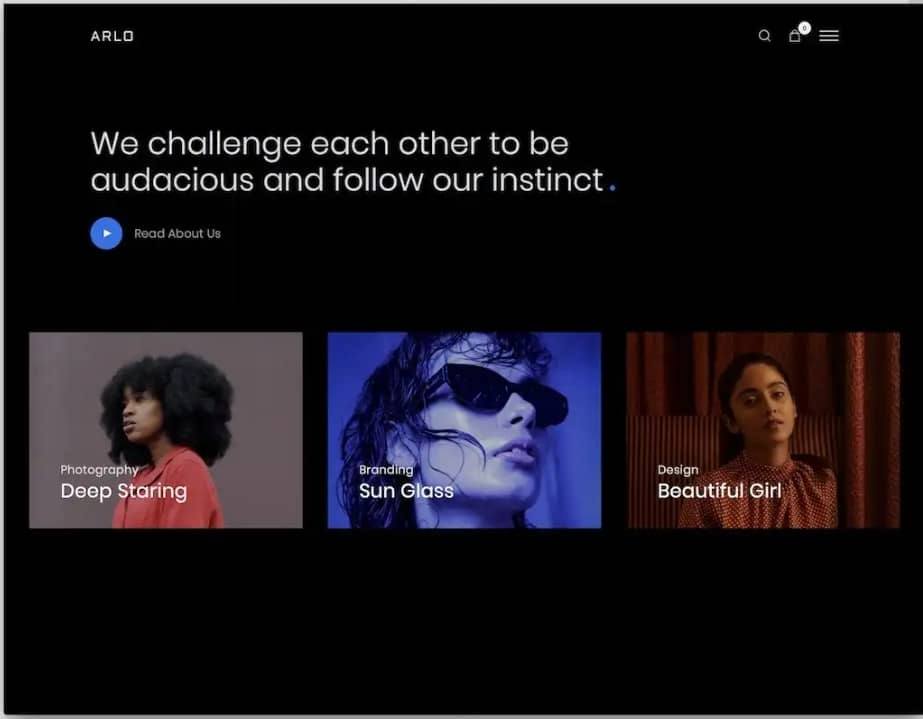 ARLO
0
We challenge each other to be
audacious and follow our instinct.
Read About Us
Photography
Deep Staring
Branding
Sun Glass
Design
Beautiful Girl